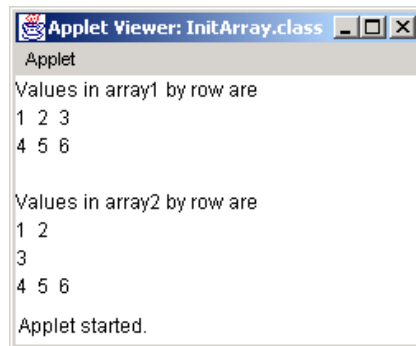 Applet Viewer: InitArray.class
Applet
Values in array1 by row are
1 2 3
4 5 6
Values in array2 by row are
1 2
3
4 5 6
Applet started.